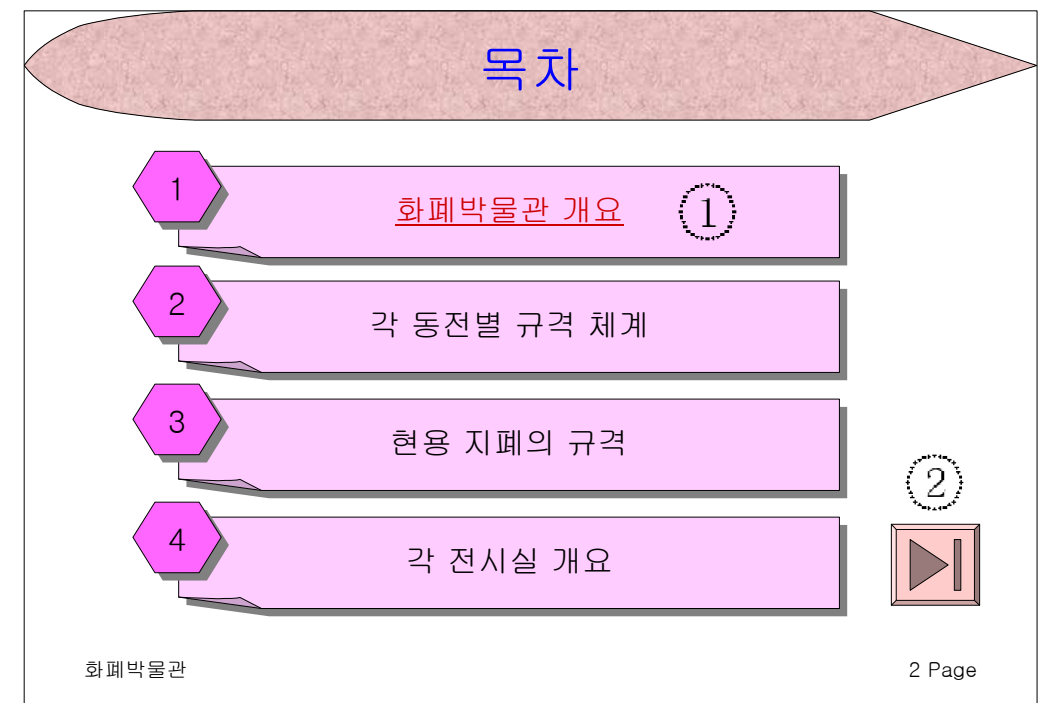 목차
1
화폐박물관 개요 ①
2
각 동전별 규격 체계
3
현용 지폐의 규격
②
4
각 전시실 개요
화폐박물관
2 Page